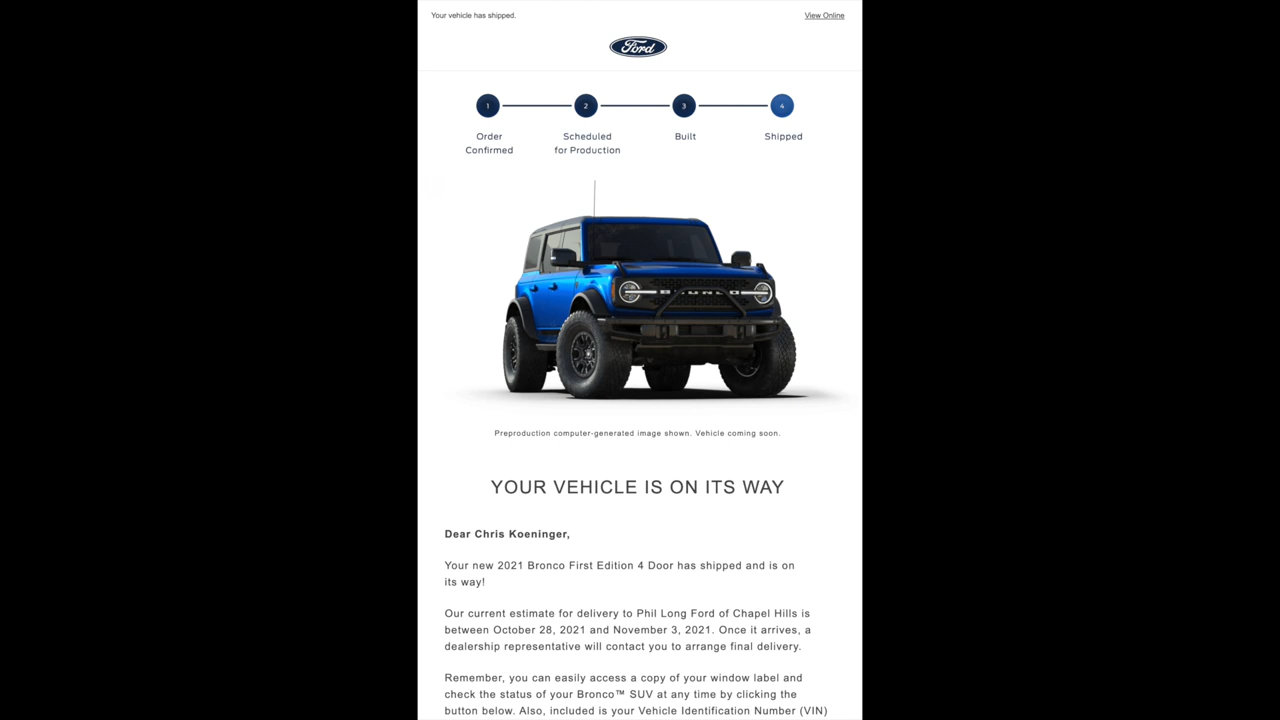 Your vehicle has shipped.
View Online
Ford
1
2
3
4
Order
Confirmed
Scheduled
for Production
Built
Shipped
BRONCO
Preproduction computer-generated image shown. Vehicle coming soon.
YOUR VEHICLE IS ON ITS WAY
Dear Chris Koeninger,
Your new 2021 Bronco First Edition 4 Door has shipped and is on
its way!
Our current estimate for delivery to Phil Long Ford of Chapel Hills is
between October 28, 2021 and November 3, 2021. Once it arrives, a
dealership representative will contact you to arrange final delivery.
Remember, you can easily access a copy of your window label and
check the status of your Bronco™ SUV at any time by clicking the
button below. Also, included is your Vehicle Identification Number (VIN)